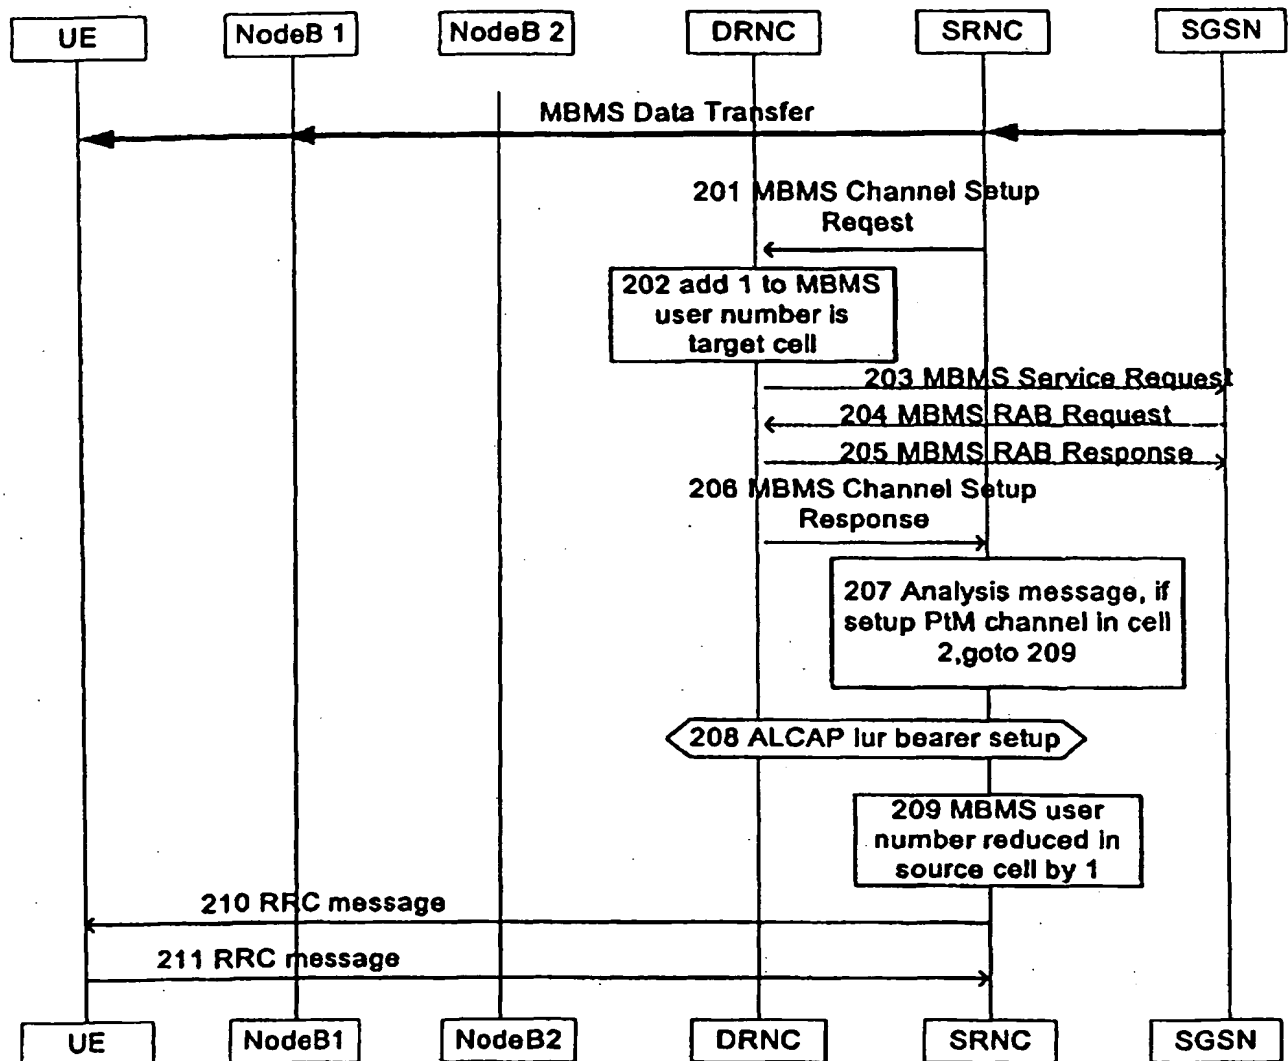 UE NodeB 1 NodeB 2 DRNC SRNC SGSN
MBMS Data Transfer
201 MBMS Channel Setup
Reqest
202 add 1 to MBMS
user number is
target cell
203 MBMS Service Request
204 MBMS RAB Request
205 MBMS RAB Response
206 MBMS Channel Setup
Response
207 Analysis message, if
setup PtM channel in cell
2,goto 209
208 ALCAP Iur bearer setup
209 MBMS user
number reduced in
source cell by 1
210 RRC message
211 RRC message
UE NodeB1 NodeB2 DRNC SRNC SGSN